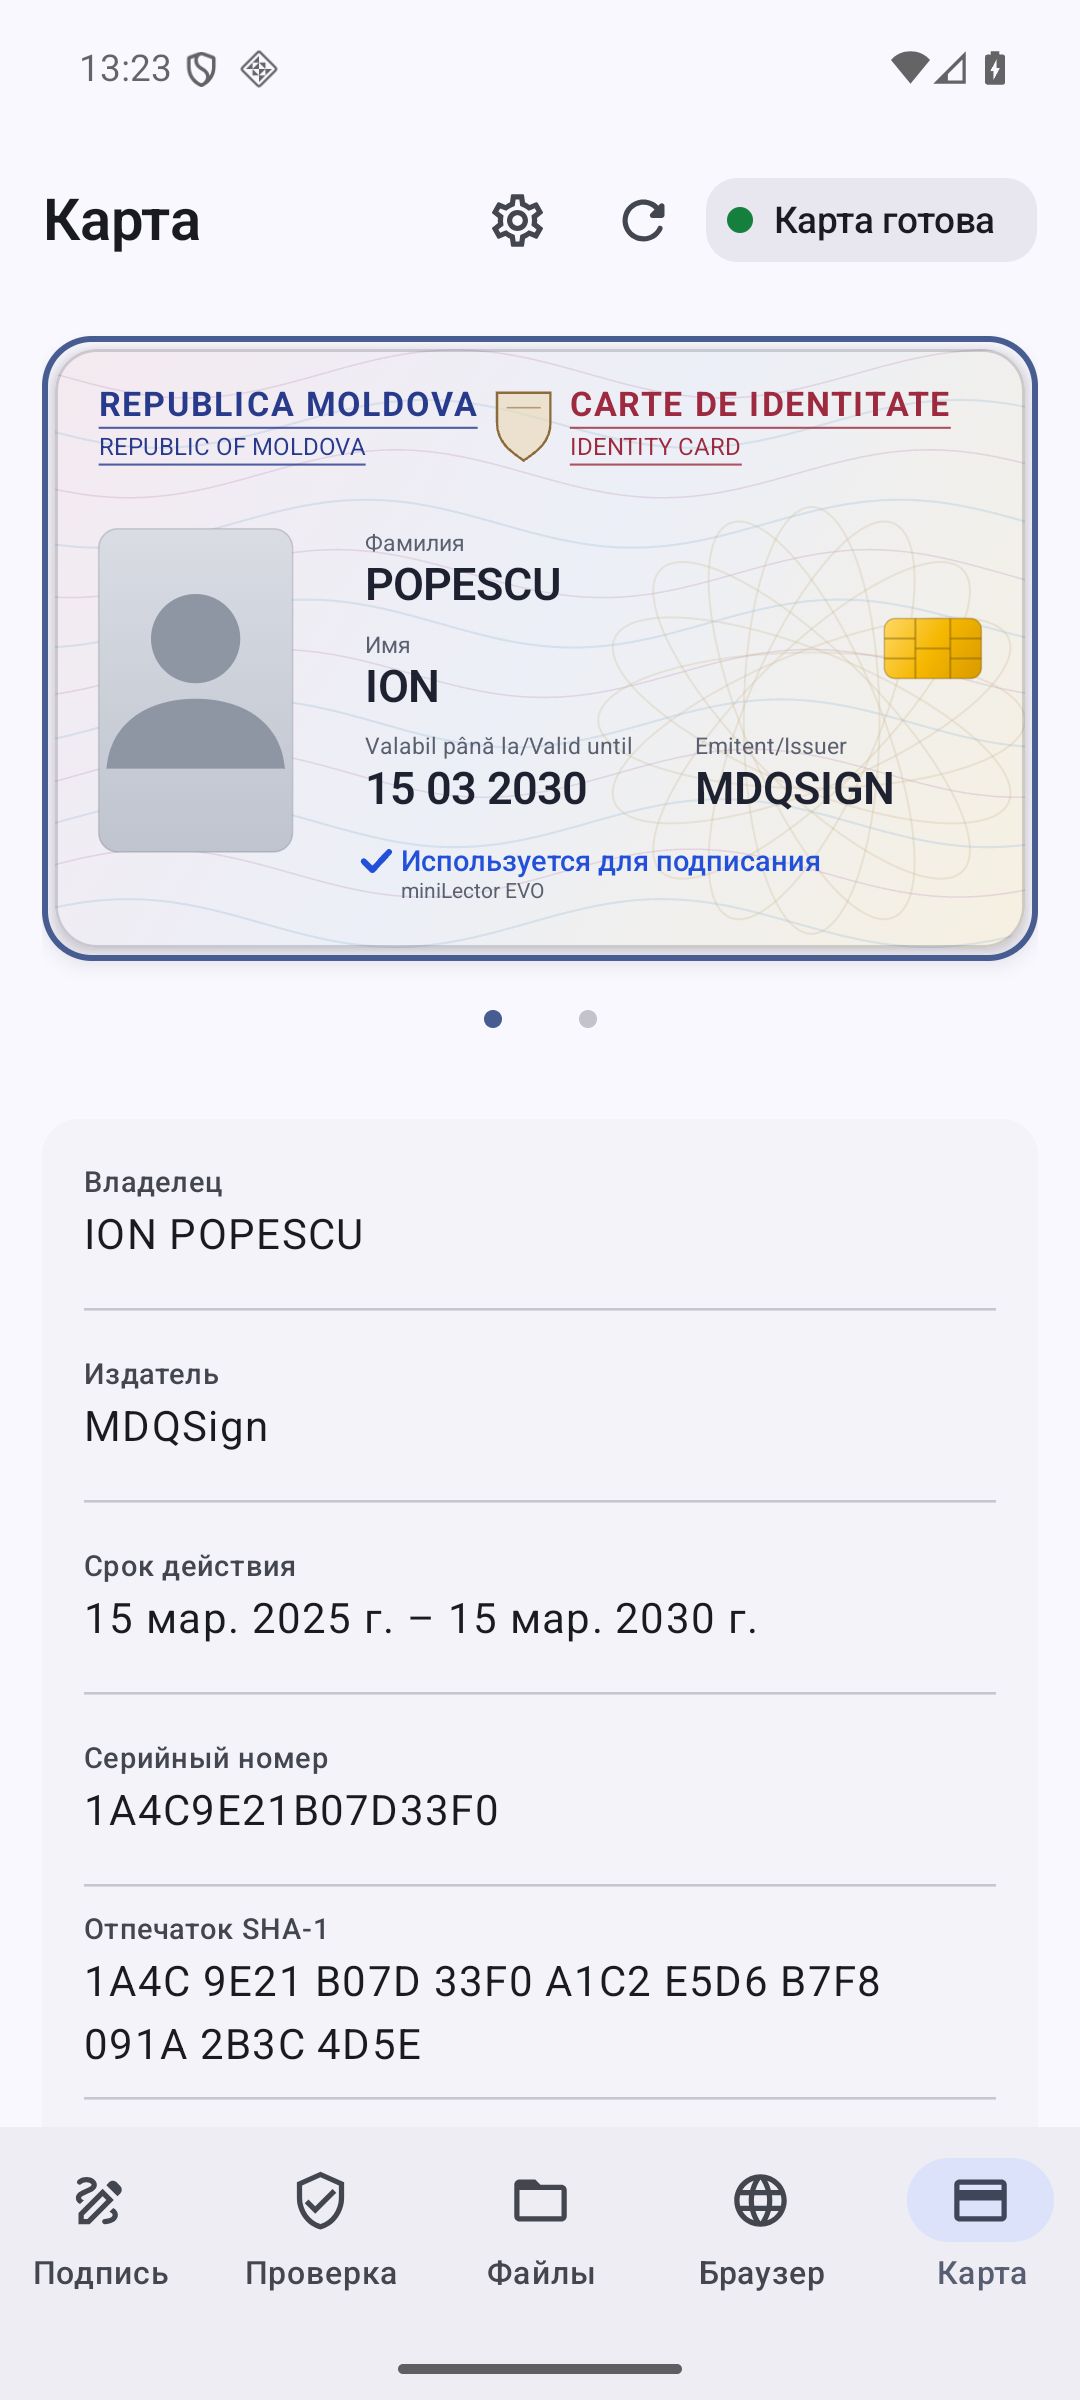 13:23
Карта
Карта готова
REPUBLICA MOLDOVA
CARTE DE IDENTITATE
REPUBLIC OF MOLDOVA
IDENTITY CARD
Фамилия
POPESCU
Имя
ION
Valabil până la/Valid until
Emitent/Issuer
15 03 2030
MDQSIGN
Используется для подписания
miniLector EVO
Владелец
ION POPESCU
Издатель
MDQSign
Срок действия
15 мар. 2025 г. – 15 мар. 2030 г.
Серийный номер
1A4C9E21B07D33F0
Отпечаток SHA-1
1A4C 9E21 B07D 33F0 A1C2 E5D6 B7F8
091A 2B3C 4D5E
Подпись
Проверка
Файлы
Браузер
Карта